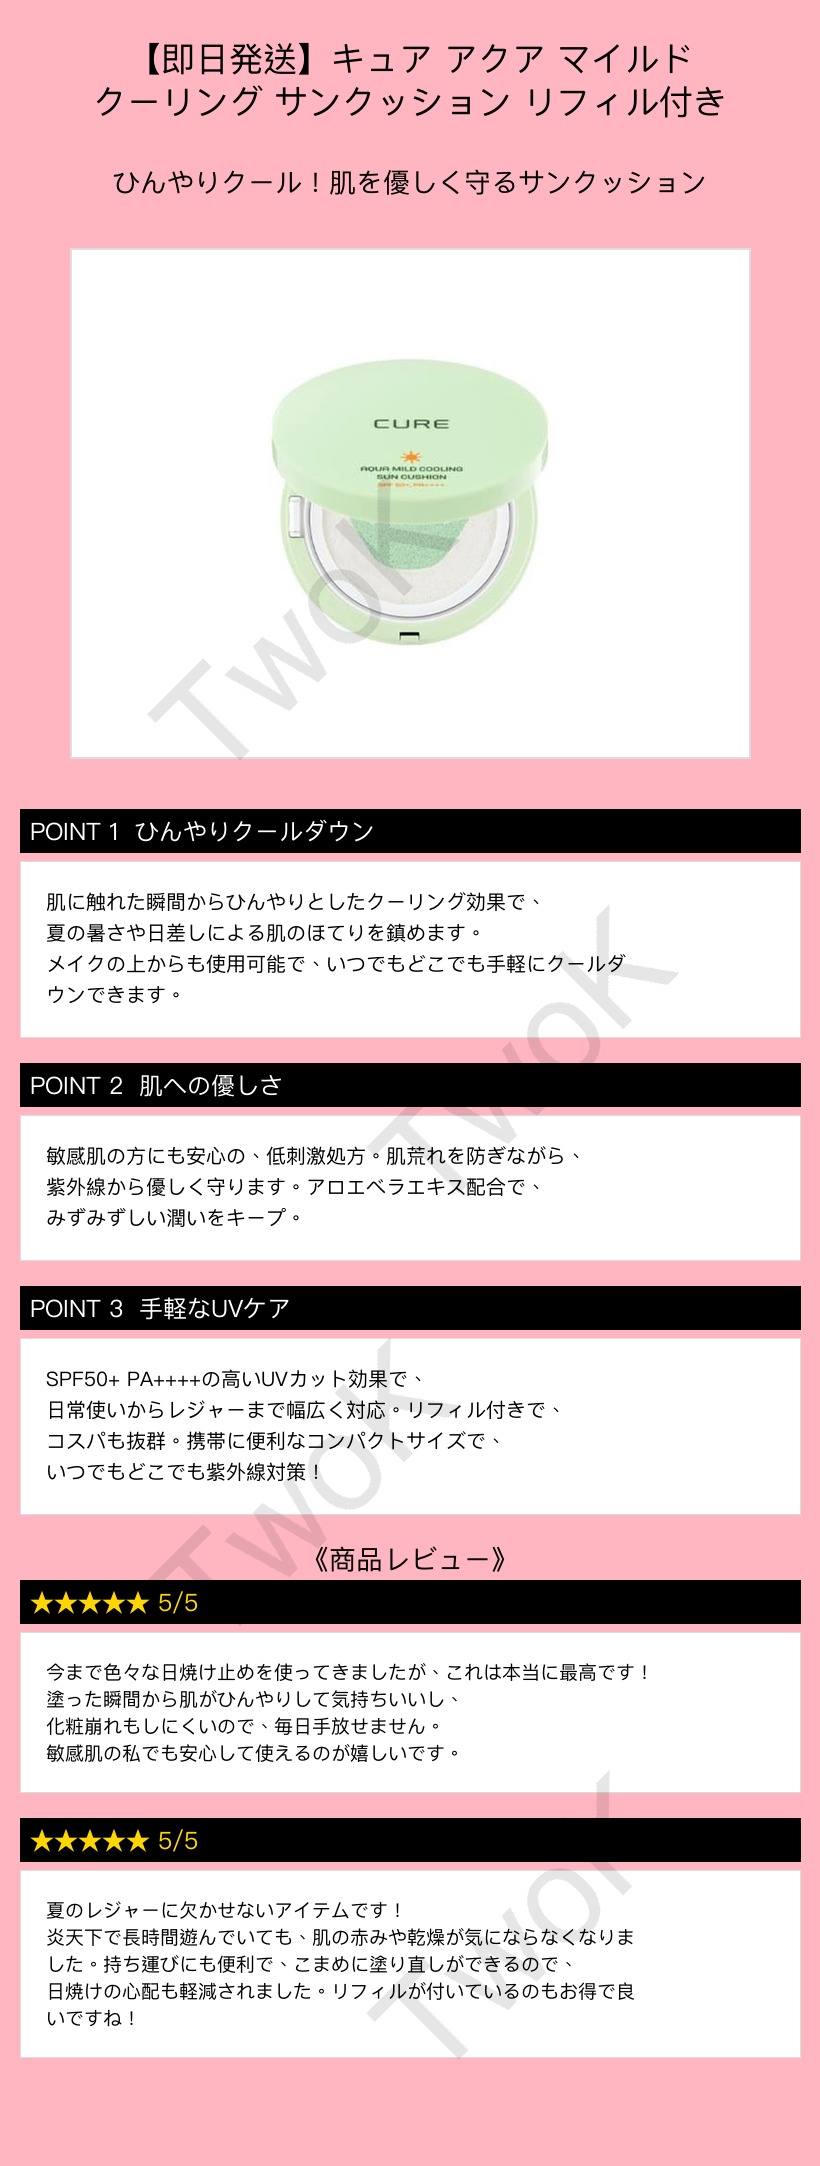 【即日発送】キュア アクア マイルド
クーリング サンクッション リフィル付き
ひんやりクール！肌を優しく守るサンクッション
CURE
AQUA MILD COOLING
SUN CUSHION
SPF 50+, PA++++
TwoK
POINT 1 ひんやりクールダウン
肌に触れた瞬間からひんやりとしたクーリング効果で、
夏の暑さや日差しによる肌のほてりを鎮めます。
メイクの上からも使用可能で、いつでもどこでも手軽にクールダ
ウンできます。
TwoK
POINT 2 肌への優しさ
敏感肌の方にも安心の、低刺激処方。肌荒れを防ぎながら、
紫外線から優しく守ります。アロエベラエキス配合で、
みずみずしい潤いをキープ。
POINT 3 手軽なUVケア
SPF50+ PA++++の高いUVカット効果で、
日常使いからレジャーまで幅広く対応。リフィル付きで、
コスパも抜群。携帯に便利なコンパクトサイズで、
いつでもどこでも紫外線対策！
TwoK
《商品レビュー》
★★★★★ 5/5
今まで色々な日焼け止めを使ってきましたが、これは本当に最高です！
塗った瞬間から肌がひんやりして気持ちいいし、
化粧崩れもしにくいので、毎日手放せません。
敏感肌の私でも安心して使えるのが嬉しいです。
★★★★★ 5/5
夏のレジャーに欠かせないアイテムです！
炎天下で長時間遊んでいても、肌の赤みや乾燥が気にならなくなりま
した。持ち運びにも便利で、こまめに塗り直しができるので、
日焼けの心配も軽減されました。リフィルが付いているのもお得で良
いですね！
TwoK